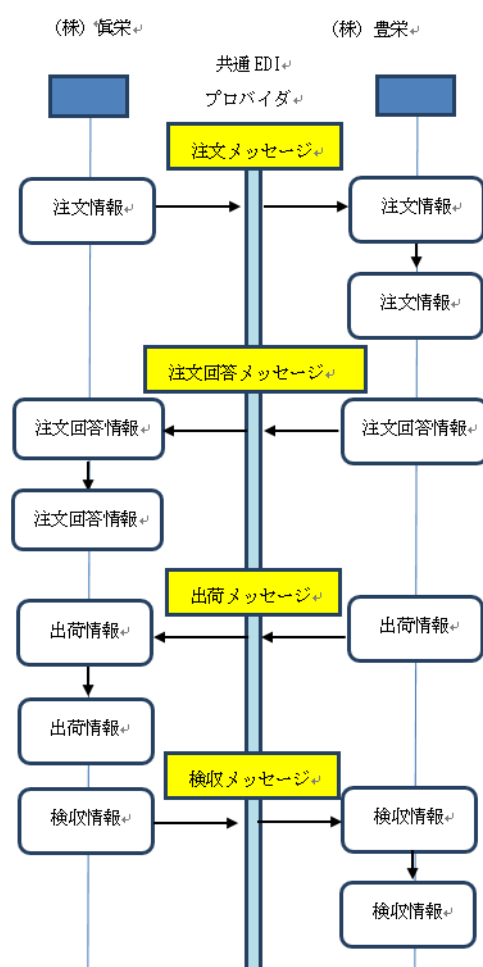 (株)眞栄↵
(株) 豊栄↵
共通EDI↵
プロバイダ↵
注文メッセージ↵
注文情報↵
注文情報↵
注文情報↵
注文回答メッセージ↵
注文回答情報↵
注文回答情報↵
注文回答情報↵
出荷メッセージ↵
出荷情報↵
出荷情報↵
出荷情報↵
検収メッセージ↵
検収情報↵
検収情報↵
検収情報↵